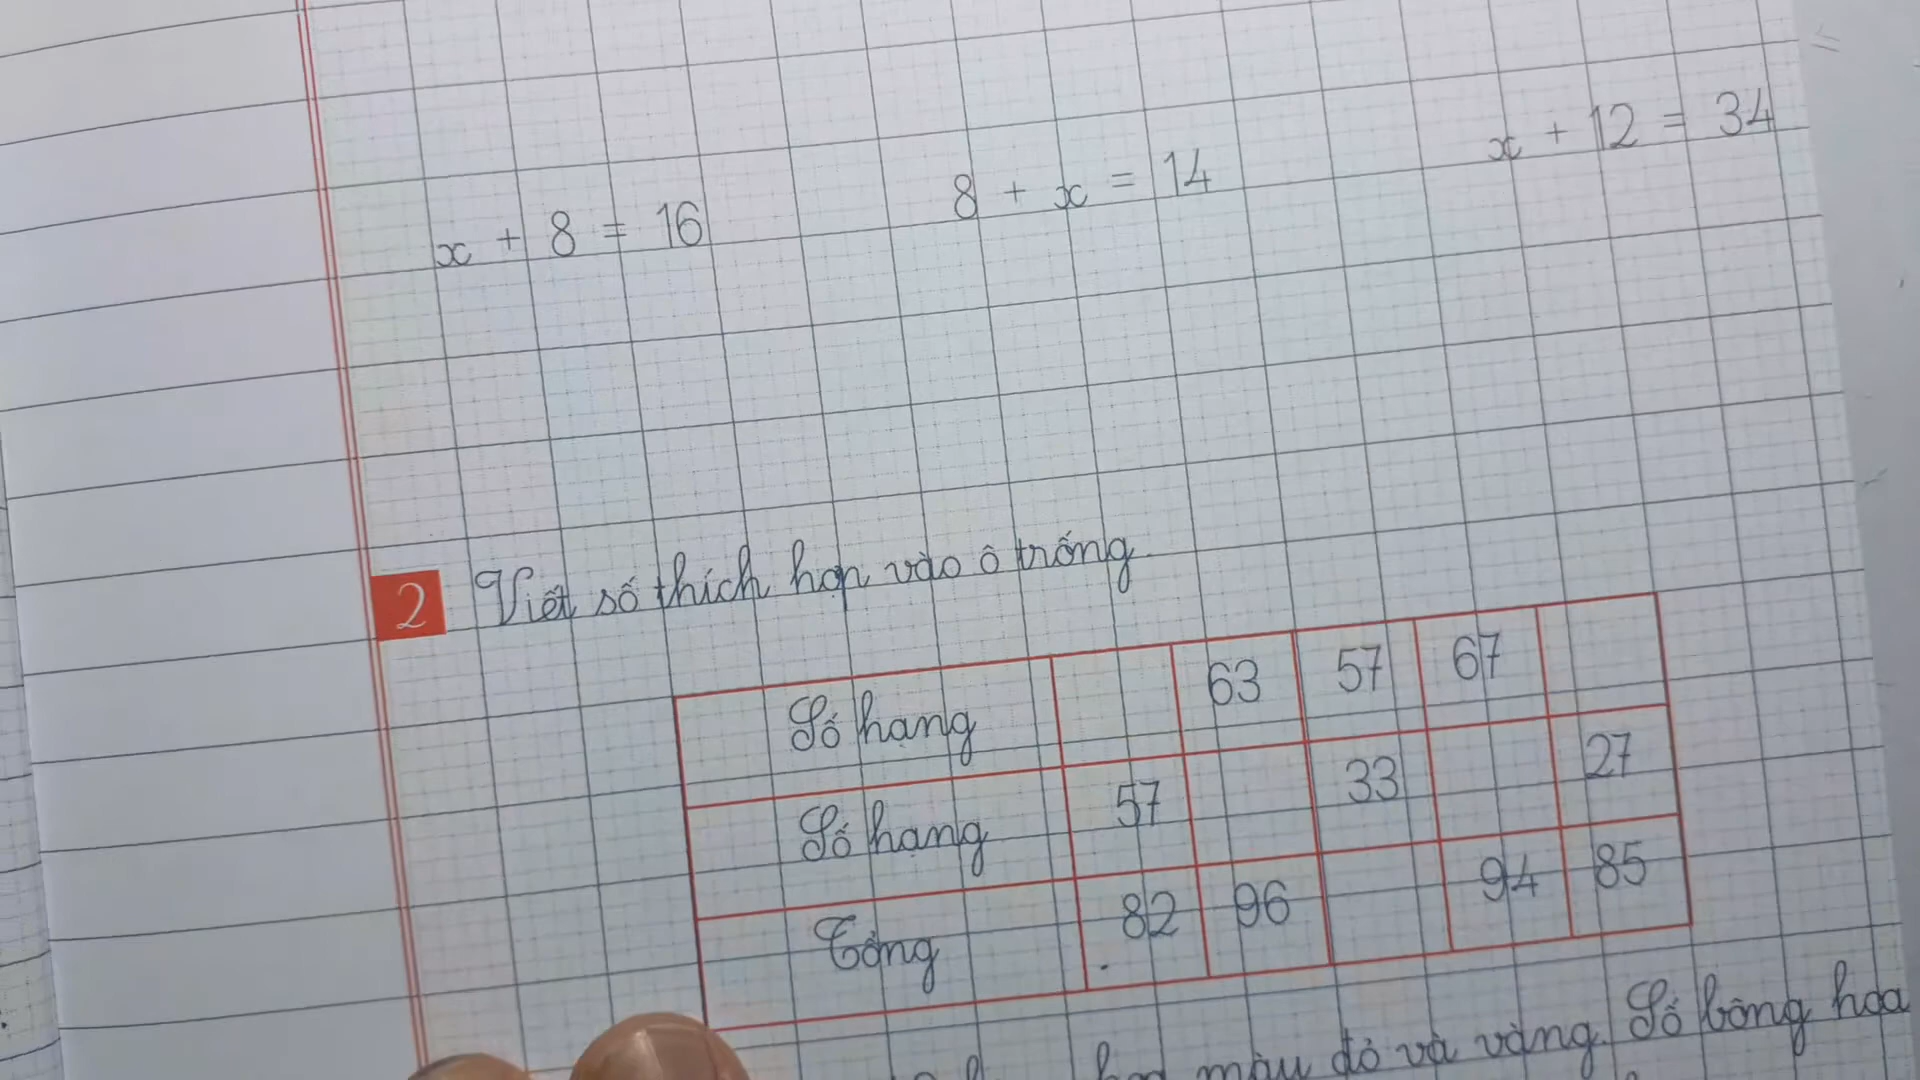 x + 8 = 16 8 + x = 14 x + 12 = 34
2 Viết số thích hợp vào ô trống
Số hạng 63 57 67
Số hạng 57 33 27
Tổng 82 96 94 85
màu đỏ và vàng. Số bông hoa